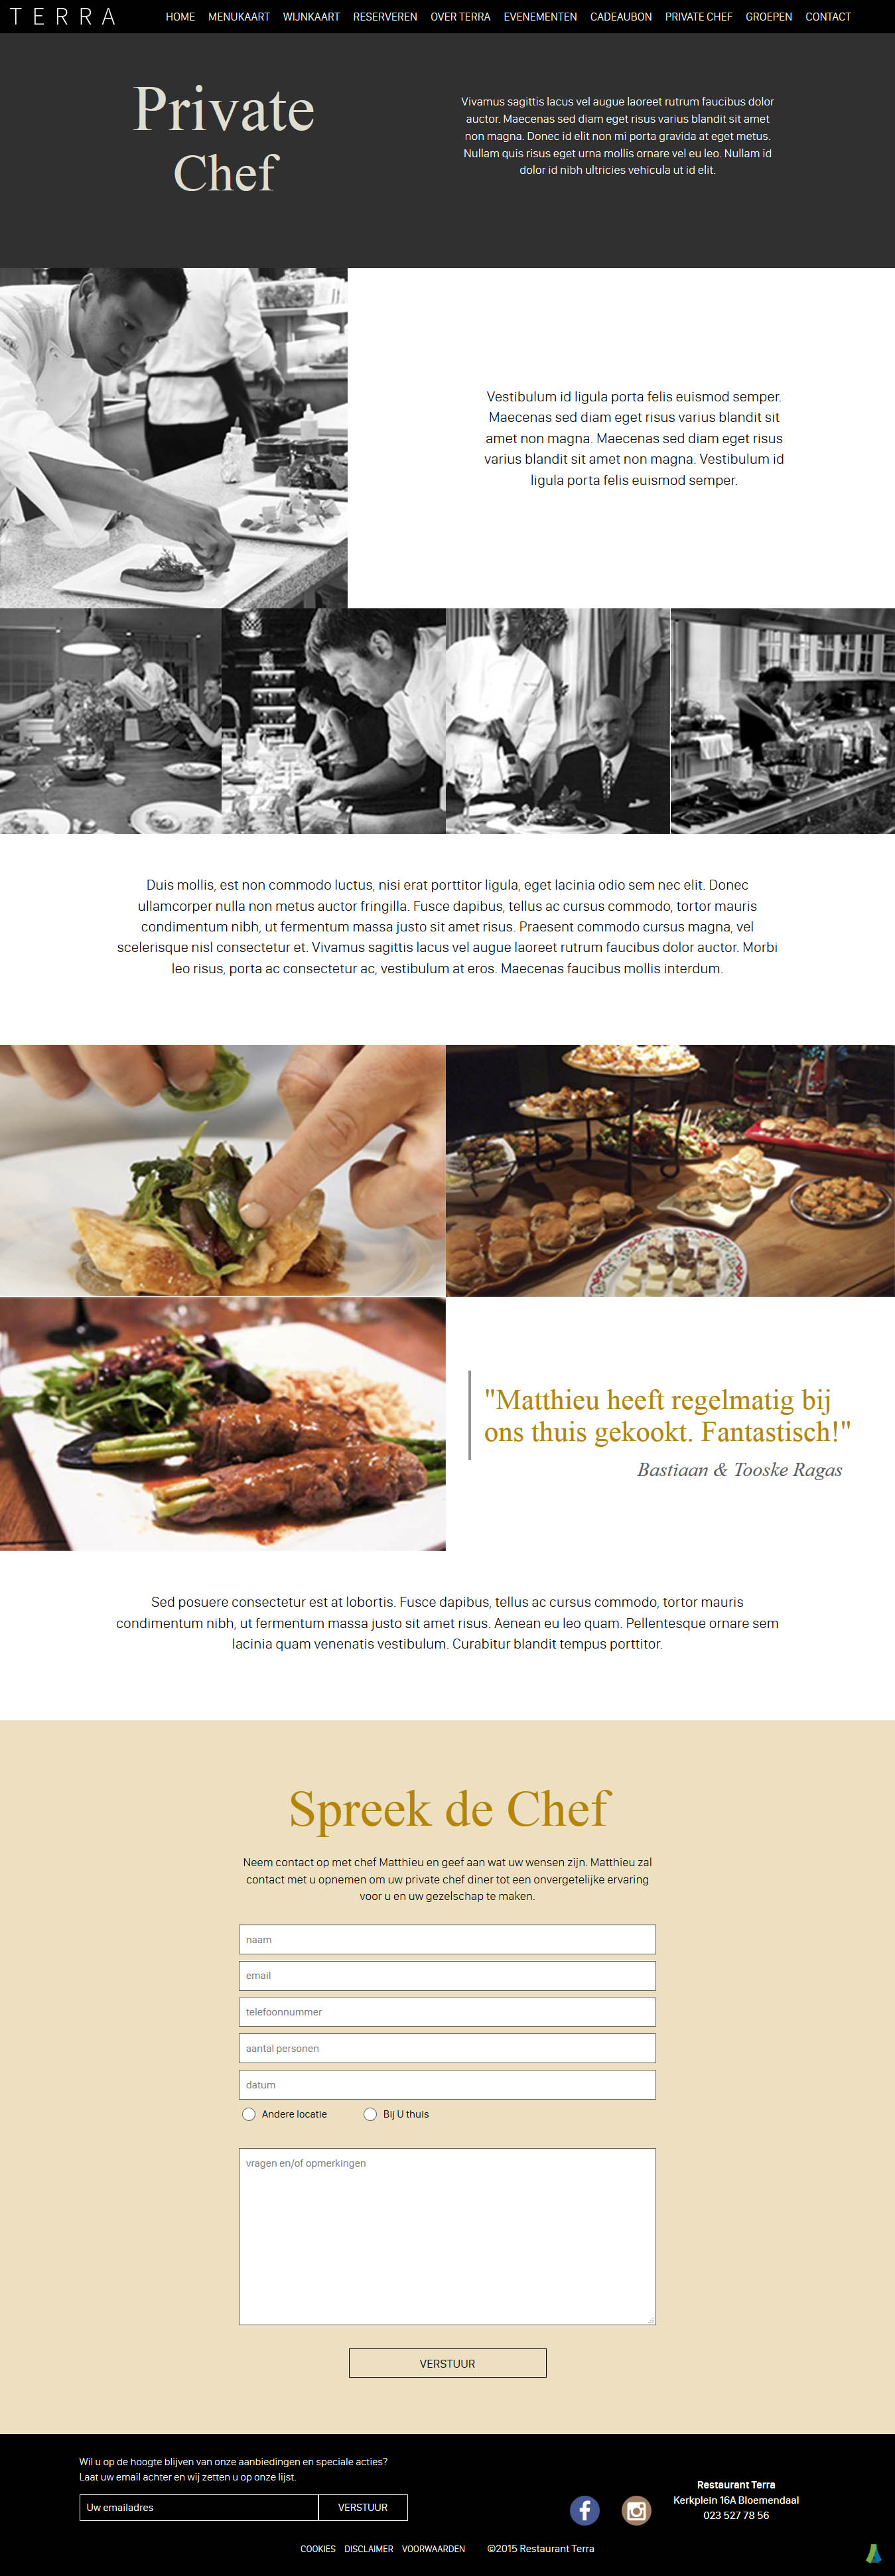 TERRA
HOME MENUKAART WIJNKAART RESERVEREN OVER TERRA EVENEMENTEN CADEAUBON PRIVATE CHEF GROEPEN CONTACT
Private
Chef
Vivamus sagittis lacus vel augue laoreet rutrum faucibus dolor
auctor. Maecenas sed diam eget risus varius blandit sit amet
non magna. Donec id elit non mi porta gravida at eget metus.
Nullam quis risus eget urna mollis ornare vel eu leo. Nullam id
dolor id nibh ultricies vehicula ut id elit.
Vestibulum id ligula porta felis euismod semper.
Maecenas sed diam eget risus varius blandit sit
amet non magna. Maecenas sed diam eget risus
varius blandit sit amet non magna. Vestibulum id
ligula porta felis euismod semper.
Duis mollis, est non commodo luctus, nisi erat porttitor ligula, eget lacinia odio sem nec elit. Donec
ullamcorper nulla non metus auctor fringilla. Fusce dapibus, tellus ac cursus commodo, tortor mauris
condimentum nibh, ut fermentum massa justo sit amet risus. Praesent commodo cursus magna, vel
scelerisque nisl consectetur et. Vivamus sagittis lacus vel augue laoreet rutrum faucibus dolor auctor. Morbi
leo risus, porta ac consectetur ac, vestibulum at eros. Maecenas faucibus mollis interdum.
"Matthieu heeft regelmatig bij
ons thuis gekookt. Fantastisch!"
Bastiaan & Tooske Ragas
Sed posuere consectetur est at lobortis. Fusce dapibus, tellus ac cursus commodo, tortor mauris
condimentum nibh, ut fermentum massa justo sit amet risus. Aenean eu leo quam. Pellentesque ornare sem
lacinia quam venenatis vestibulum. Curabitur blandit tempus porttitor.
Spreek de Chef
Neem contact op met chef Matthieu en geef aan wat uw wensen zijn. Matthieu zal
contact met u opnemen om uw private chef diner tot een onvergetelijke ervaring
voor u en uw gezelschap te maken.
naam
email
telefoonnummer
aantal personen
datum
Andere locatie Bij U thuis
vragen en/of opmerkingen
VERSTUUR
Wil u op de hoogte blijven van onze aanbiedingen en speciale acties?
Laat uw email achter en wij zetten u op onze lijst.
Uw emailadres VERSTUUR
Restaurant Terra
Kerkplein 16A Bloemendaal
023 527 78 56
COOKIES DISCLAIMER VOORWAARDEN ©2015 Restaurant Terra